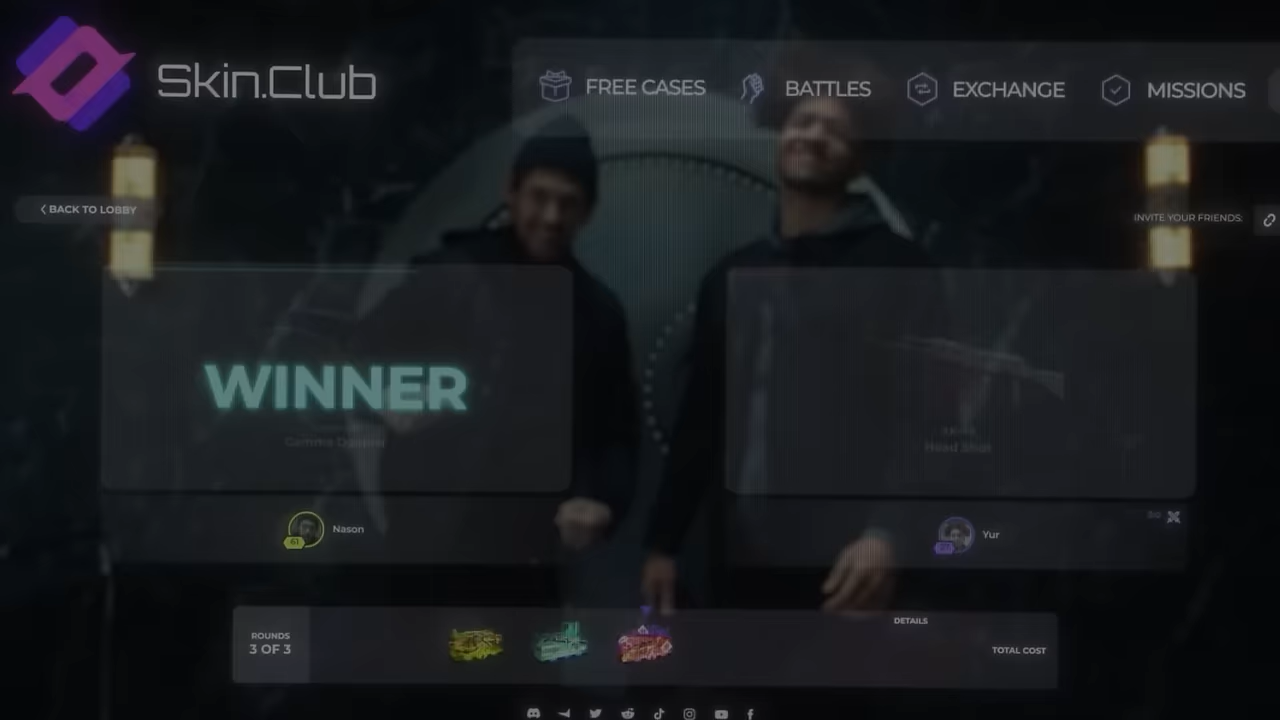 Skin.Club
FREE CASES
BATTLES
EXCHANGE
MISSIONS
BACK TO LOBBY
INVITE YOUR FRIENDS:
WINNER
61
Nason
Yur
ROUNDS
3 OF 3
DETAILS
TOTAL COST